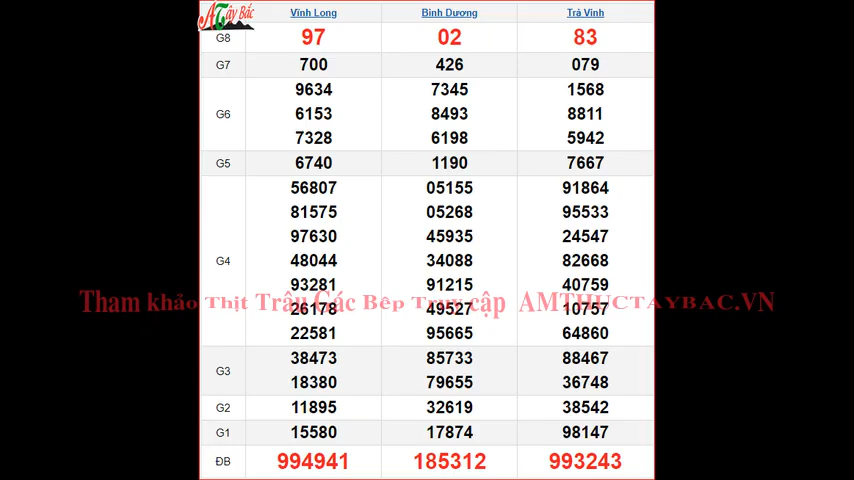 ATây Bắc
Vĩnh Long Bình Dương Trà Vinh
G8 97 02 83
G7 700 426 079
9634 7345 1568
G6 6153 8493 8811
7328 6198 5942
G5 6740 1190 7667
56807 05155 91864
81575 05268 95533
97630 45935 24547
G4 48044 34088 82668
93281 91215 40759
Tham khảo Thịt Trâu Gác Bếp Truy cập AMTHUCTAYBAC.VN
26178 49527 10757
22581 95665 64860
G3 38473 85733 88467
18380 79655 36748
G2 11895 32619 38542
G1 15580 17874 98147
ĐB 994941 185312 993243